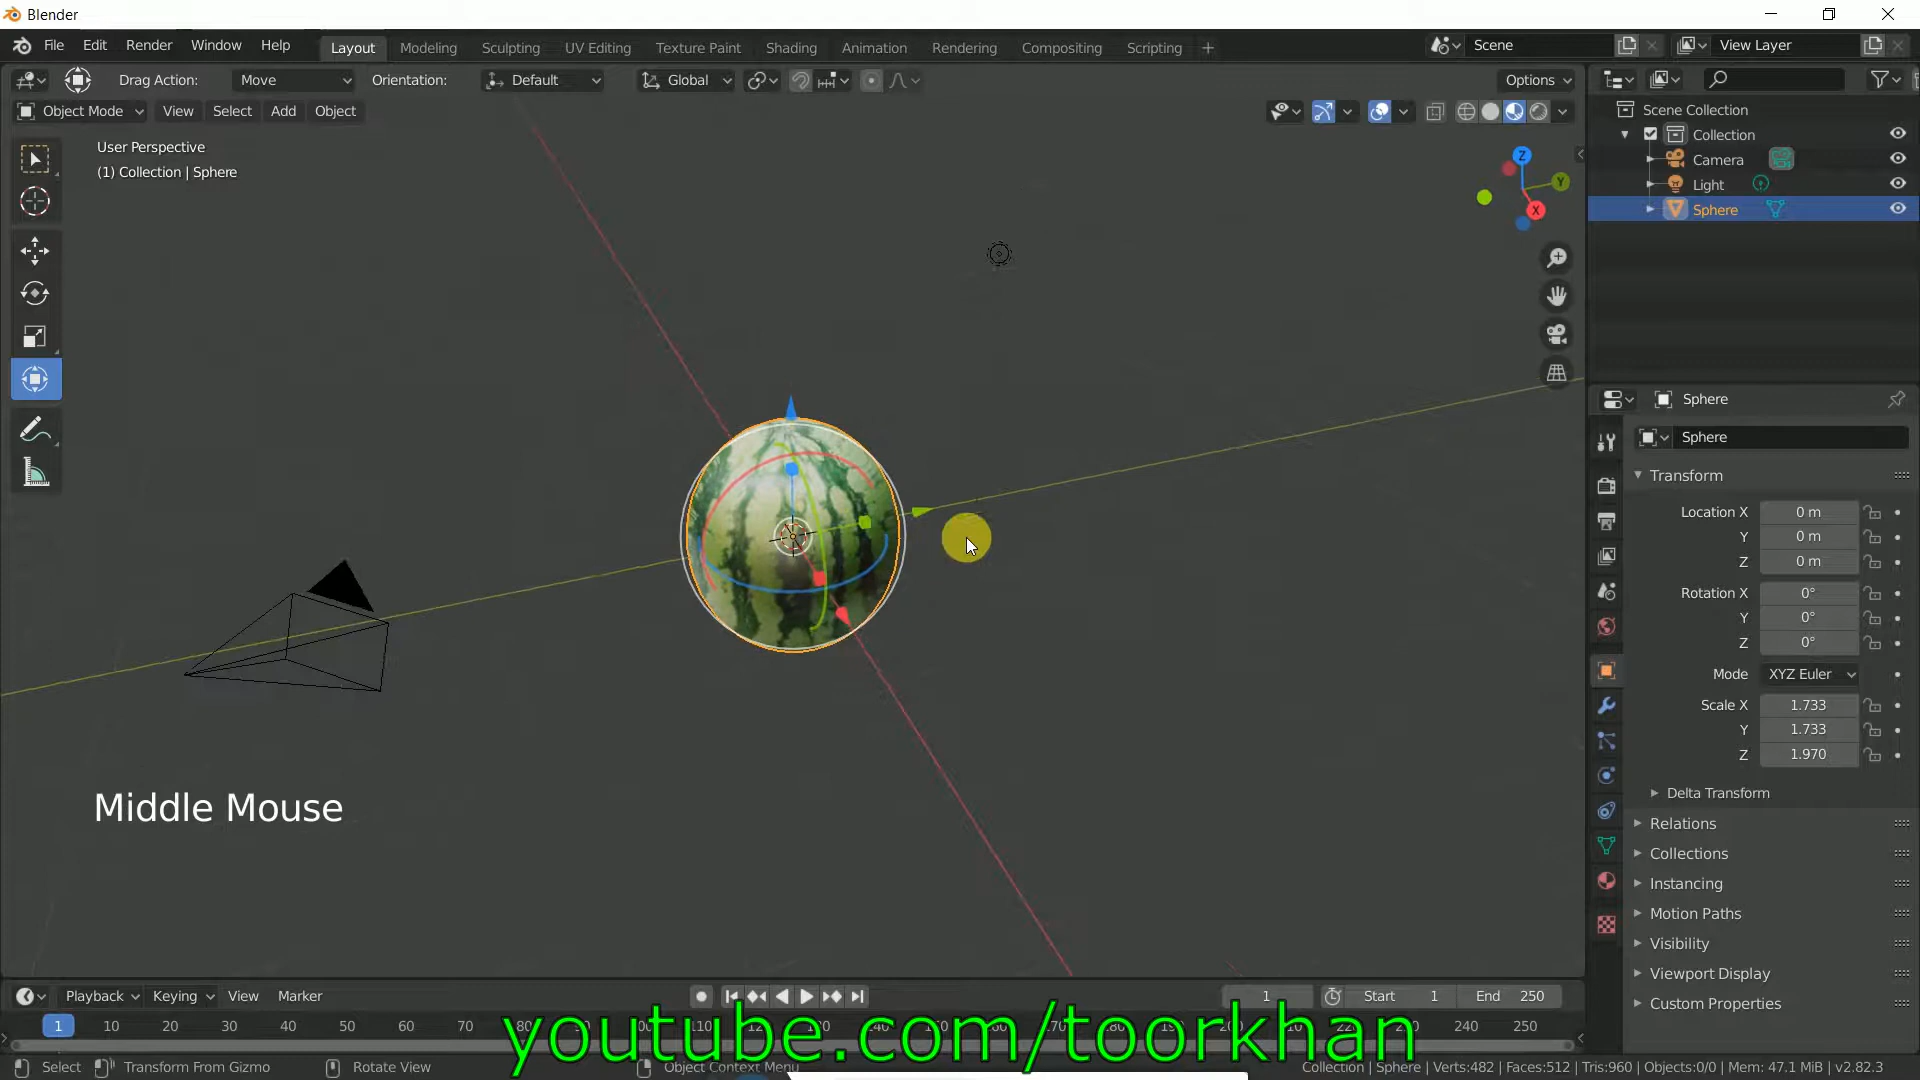 Blender
File Edit Render Window Help Layout Modeling Sculpting UV Editing Texture Paint Shading Animation Rendering Compositing Scripting + Scene View Layer
Drag Action: Move Orientation: Default Global Options
Object Mode View Select Add Object
User Perspective
(1) Collection | Sphere
Z
Y
X
Scene Collection
Collection
Camera
Light
Sphere
Sphere
Sphere
Transform
Location X 0 m
Y 0 m
Z 0 m
Rotation X 0°
Y 0°
Z 0°
Mode XYZ Euler
Scale X 1.733
Y 1.733
Z 1.970
Delta Transform
Relations
Collections
Instancing
Motion Paths
Visibility
Viewport Display
Custom Properties
Middle Mouse
Playback Keying View Marker 1 Start 1 End 250
1 10 20 30 40 50 60 70 240 250
youtube.com/toorkhan
Select Transform From Gizmo Rotate View Object Context Menu Collection | Sphere | Verts:482 | Faces:512 | Tris:960 | Objects:0/0 | Mem: 47.1 MiB | v2.82.3